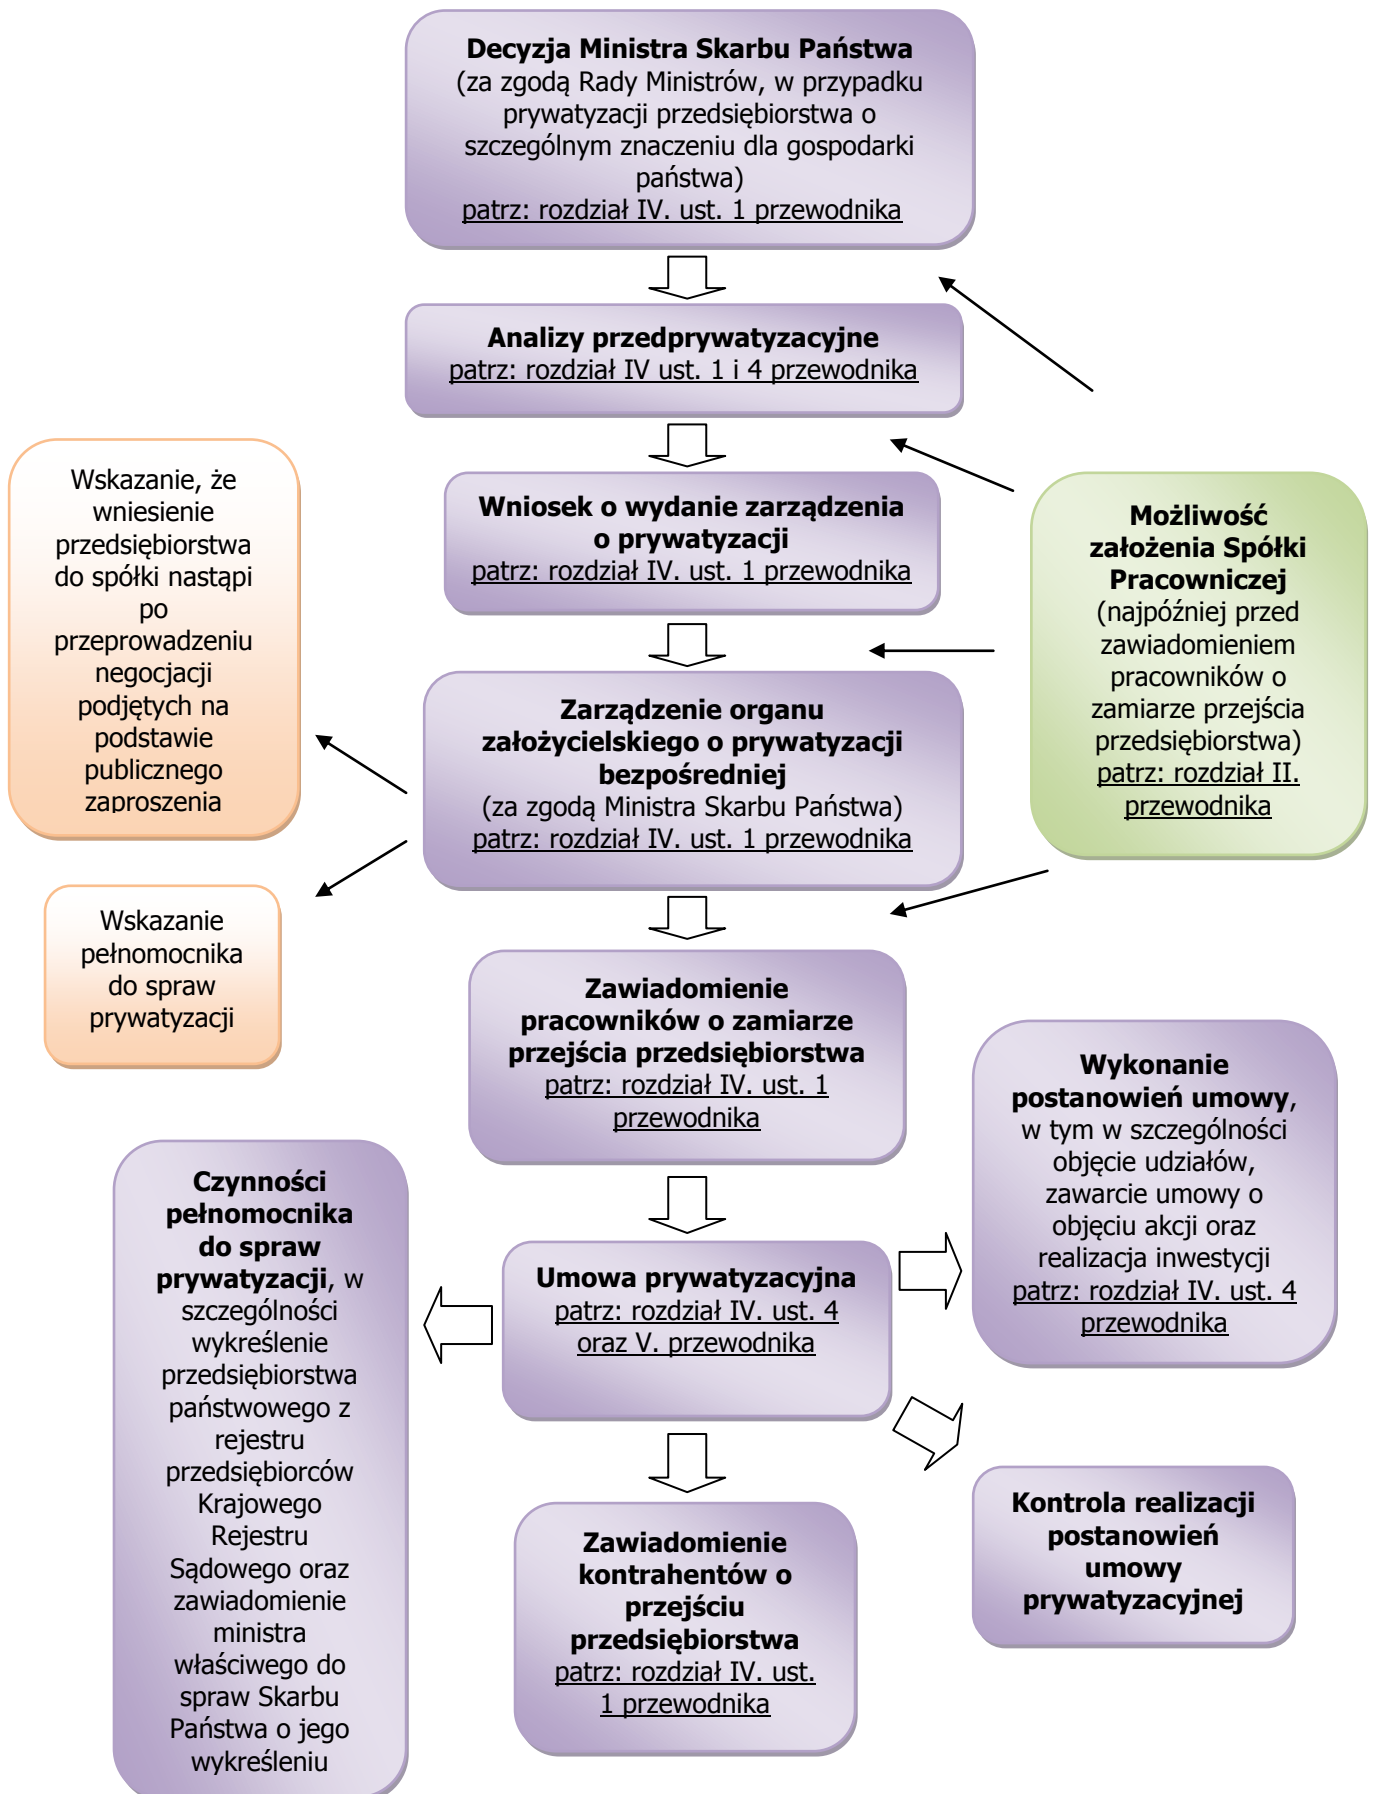 Decyzja Ministra Skarbu Państwa
(za zgodą Rady Ministrów, w przypadku
prywatyzacji przedsiębiorstwa o
szczególnym znaczeniu dla gospodarki
państwa)
patrz: rozdział IV. ust. 1 przewodnika
Analizy przedprywatyzacyjne
patrz: rozdział IV ust. 1 i 4 przewodnika
Wskazanie, że
wniesienie
przedsiębiorstwa
do spółki nastąpi
po
przeprowadzeniu
negocjacji
podjętych na
podstawie
publicznego
zaproszenia
Wniosek o wydanie zarządzenia
o prywatyzacji
patrz: rozdział IV. ust. 1 przewodnika
Możliwość
założenia Spółki
Pracowniczej
(najpóźniej przed
zawiadomieniem
pracowników o
zamiarze przejścia
przedsiębiorstwa)
patrz: rozdział II.
przewodnika
Zarządzenie organu
założycielskiego o prywatyzacji
bezpośredniej
(za zgodą Ministra Skarbu Państwa)
patrz: rozdział IV. ust. 1 przewodnika
Wskazanie
pełnomocnika
do spraw
prywatyzacji
Zawiadomienie
pracowników o zamiarze
przejścia przedsiębiorstwa
patrz: rozdział IV. ust. 1
przewodnika
Wykonanie
postanowień umowy,
w tym w szczególności
objęcie udziałów,
zawarcie umowy o
objęciu akcji oraz
realizacja inwestycji
patrz: rozdział IV. ust. 4
przewodnika
Czynności
pełnomocnika
do spraw
prywatyzacji, w
szczególności
wykreślenie
przedsiębiorstwa
państwowego z
rejestru
przedsiębiorców
Krajowego
Rejestru
Sądowego oraz
zawiadomienie
ministra
właściwego do
spraw Skarbu
Państwa o jego
wykreśleniu
Umowa prywatyzacyjna
patrz: rozdział IV. ust. 4
oraz V. przewodnika
Kontrola realizacji
postanowień
umowy
prywatyzacyjnej
Zawiadomienie
kontrahentów o
przejściu
przedsiębiorstwa
patrz: rozdział IV. ust.
1 przewodnika